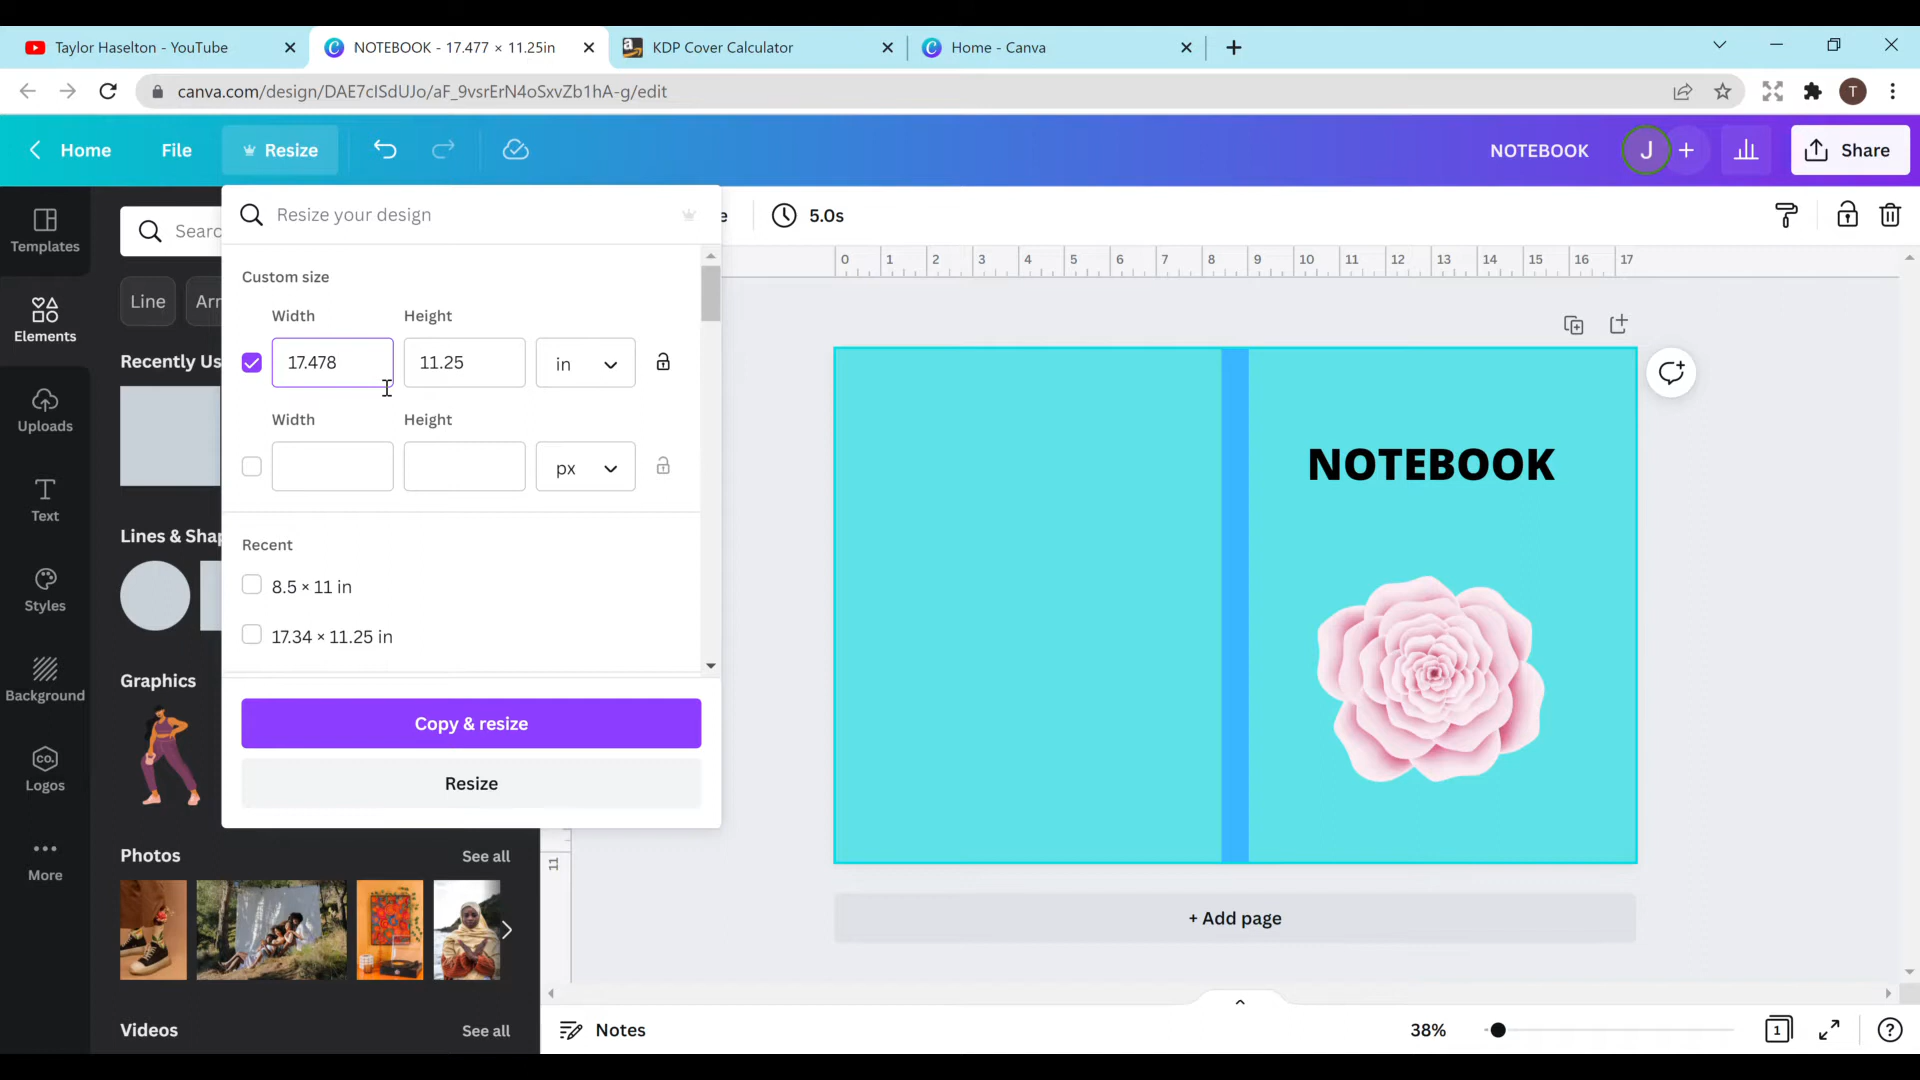 Taylor Haselton - YouTube
NOTEBOOK - 17.477 × 11.25in
KDP Cover Calculator
Home - Canva
canva.com/design/DAE7cISdUJo/aF_9vsrErN4oSxvZb1hA-g/edit
T
Home
File
Resize
NOTEBOOK
J
Share
Resize your design
e
5.0s
Templates
Searc
Custom size
0 1 2 3 4 5 6 7 8 9 10 11 12 13 14 15 16 17
Line
Arr
Width
Height
Elements
17.478
11.25
in
Recently Us
Width
Height
Uploads
px
NOTEBOOK
Text
Lines & Shap
Recent
8.5 × 11 in
Styles
17.34 × 11.25 in
Graphics
Background
Copy & resize
co.
Logos
Resize
Photos
See all
11
More
+ Add page
Videos
See all
Notes
38%
1
?